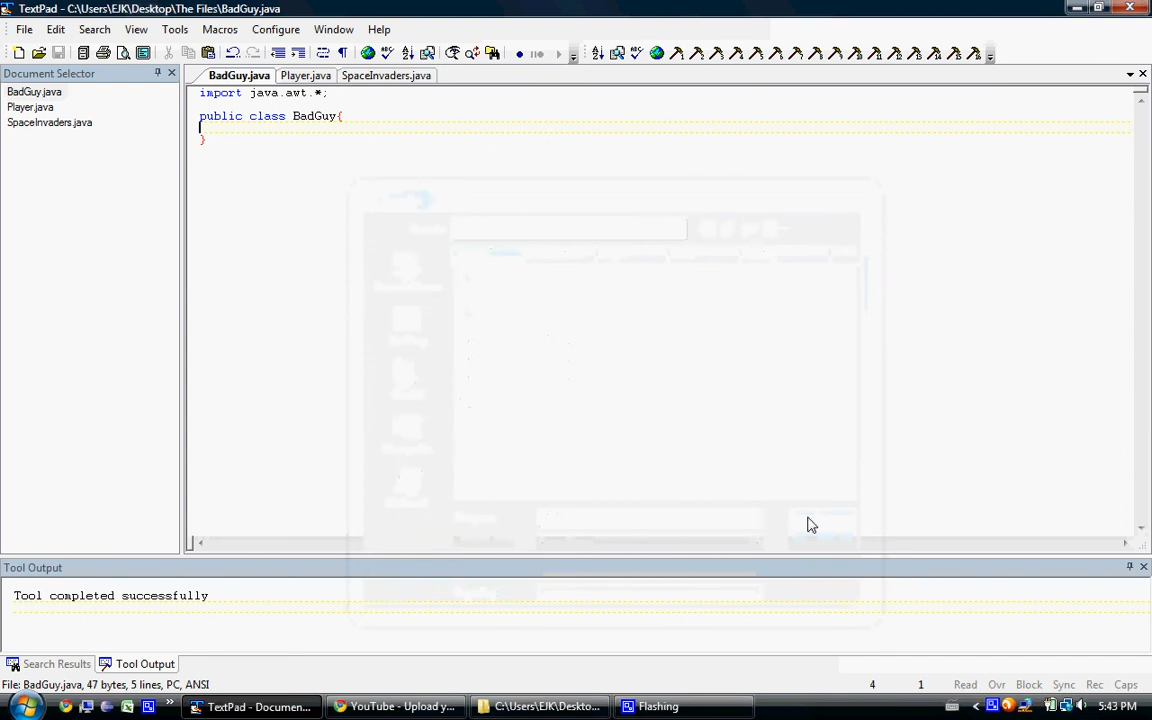 TextPad - C:\Users\EJK\Desktop\The Files\BadGuy.java
File Edit Search View Tools Macros Configure Window Help
Document Selector
BadGuy.java
Player.java
SpaceInvaders.java
BadGuy.java Player.java SpaceInvaders.java
import java.awt.*;
public class BadGuy{
}
Tool Output
Tool completed successfully
Search Results Tool Output
File: BadGuy.java, 47 bytes, 5 lines, PC, ANSI 4 1 Read Ovr Block Sync Rec Caps
TextPad - Documen... YouTube - Upload y... C:\Users\EJK\Deskto... Flashing 5:43 PM